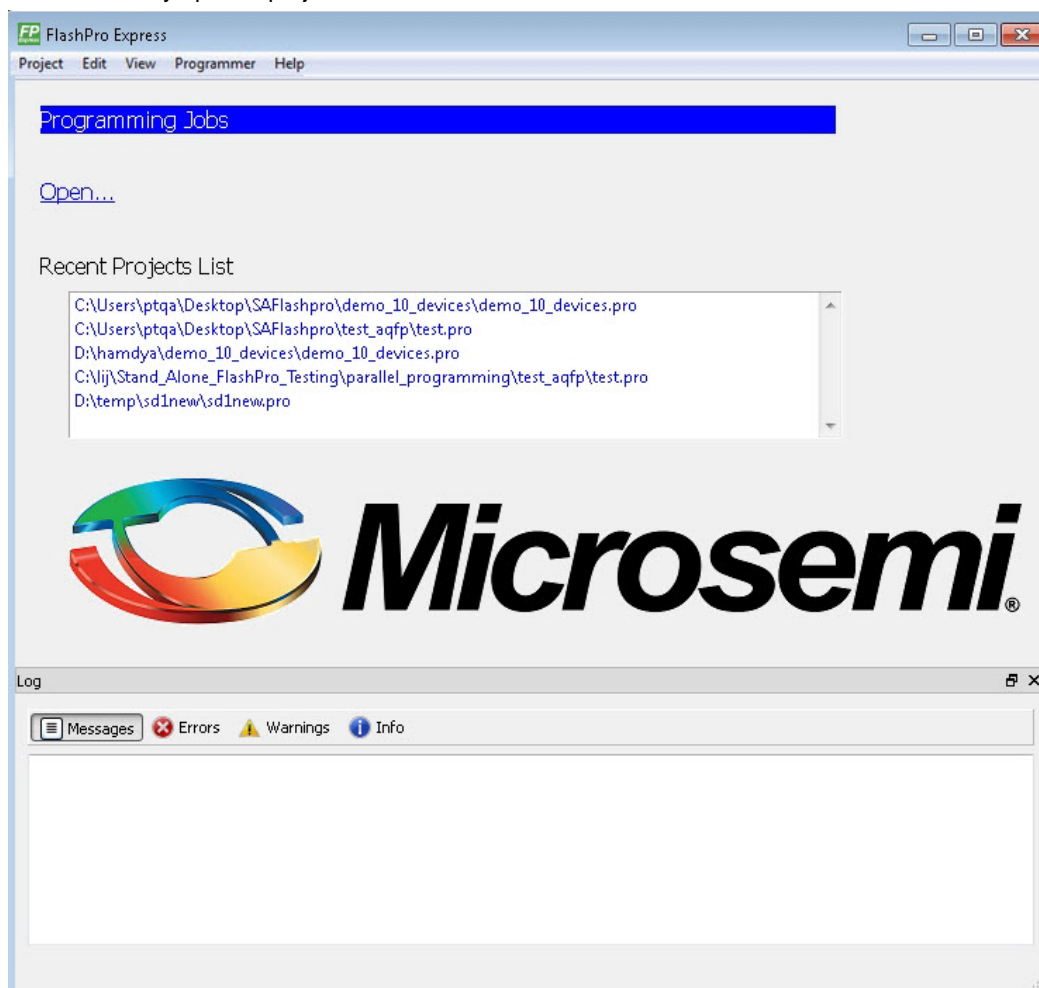 FP FlashPro Express
Project Edit View Programmer Help
Programming Jobs
Open...
Recent Projects List
C:\Users\ptqa\Desktop\SAFlashpro\demo_10_devices\demo_10_devices.pro
C:\Users\ptqa\Desktop\SAFlashpro\test_aqfp\test.pro
D:\hamdya\demo_10_devices\demo_10_devices.pro
C:\lij\Stand_Alone_FlashPro_Testing\parallel_programming\test_aqfp\test.pro
D:\temp\sd1new\sd1new.pro
Microsemi®
Log
Messages Errors Warnings Info